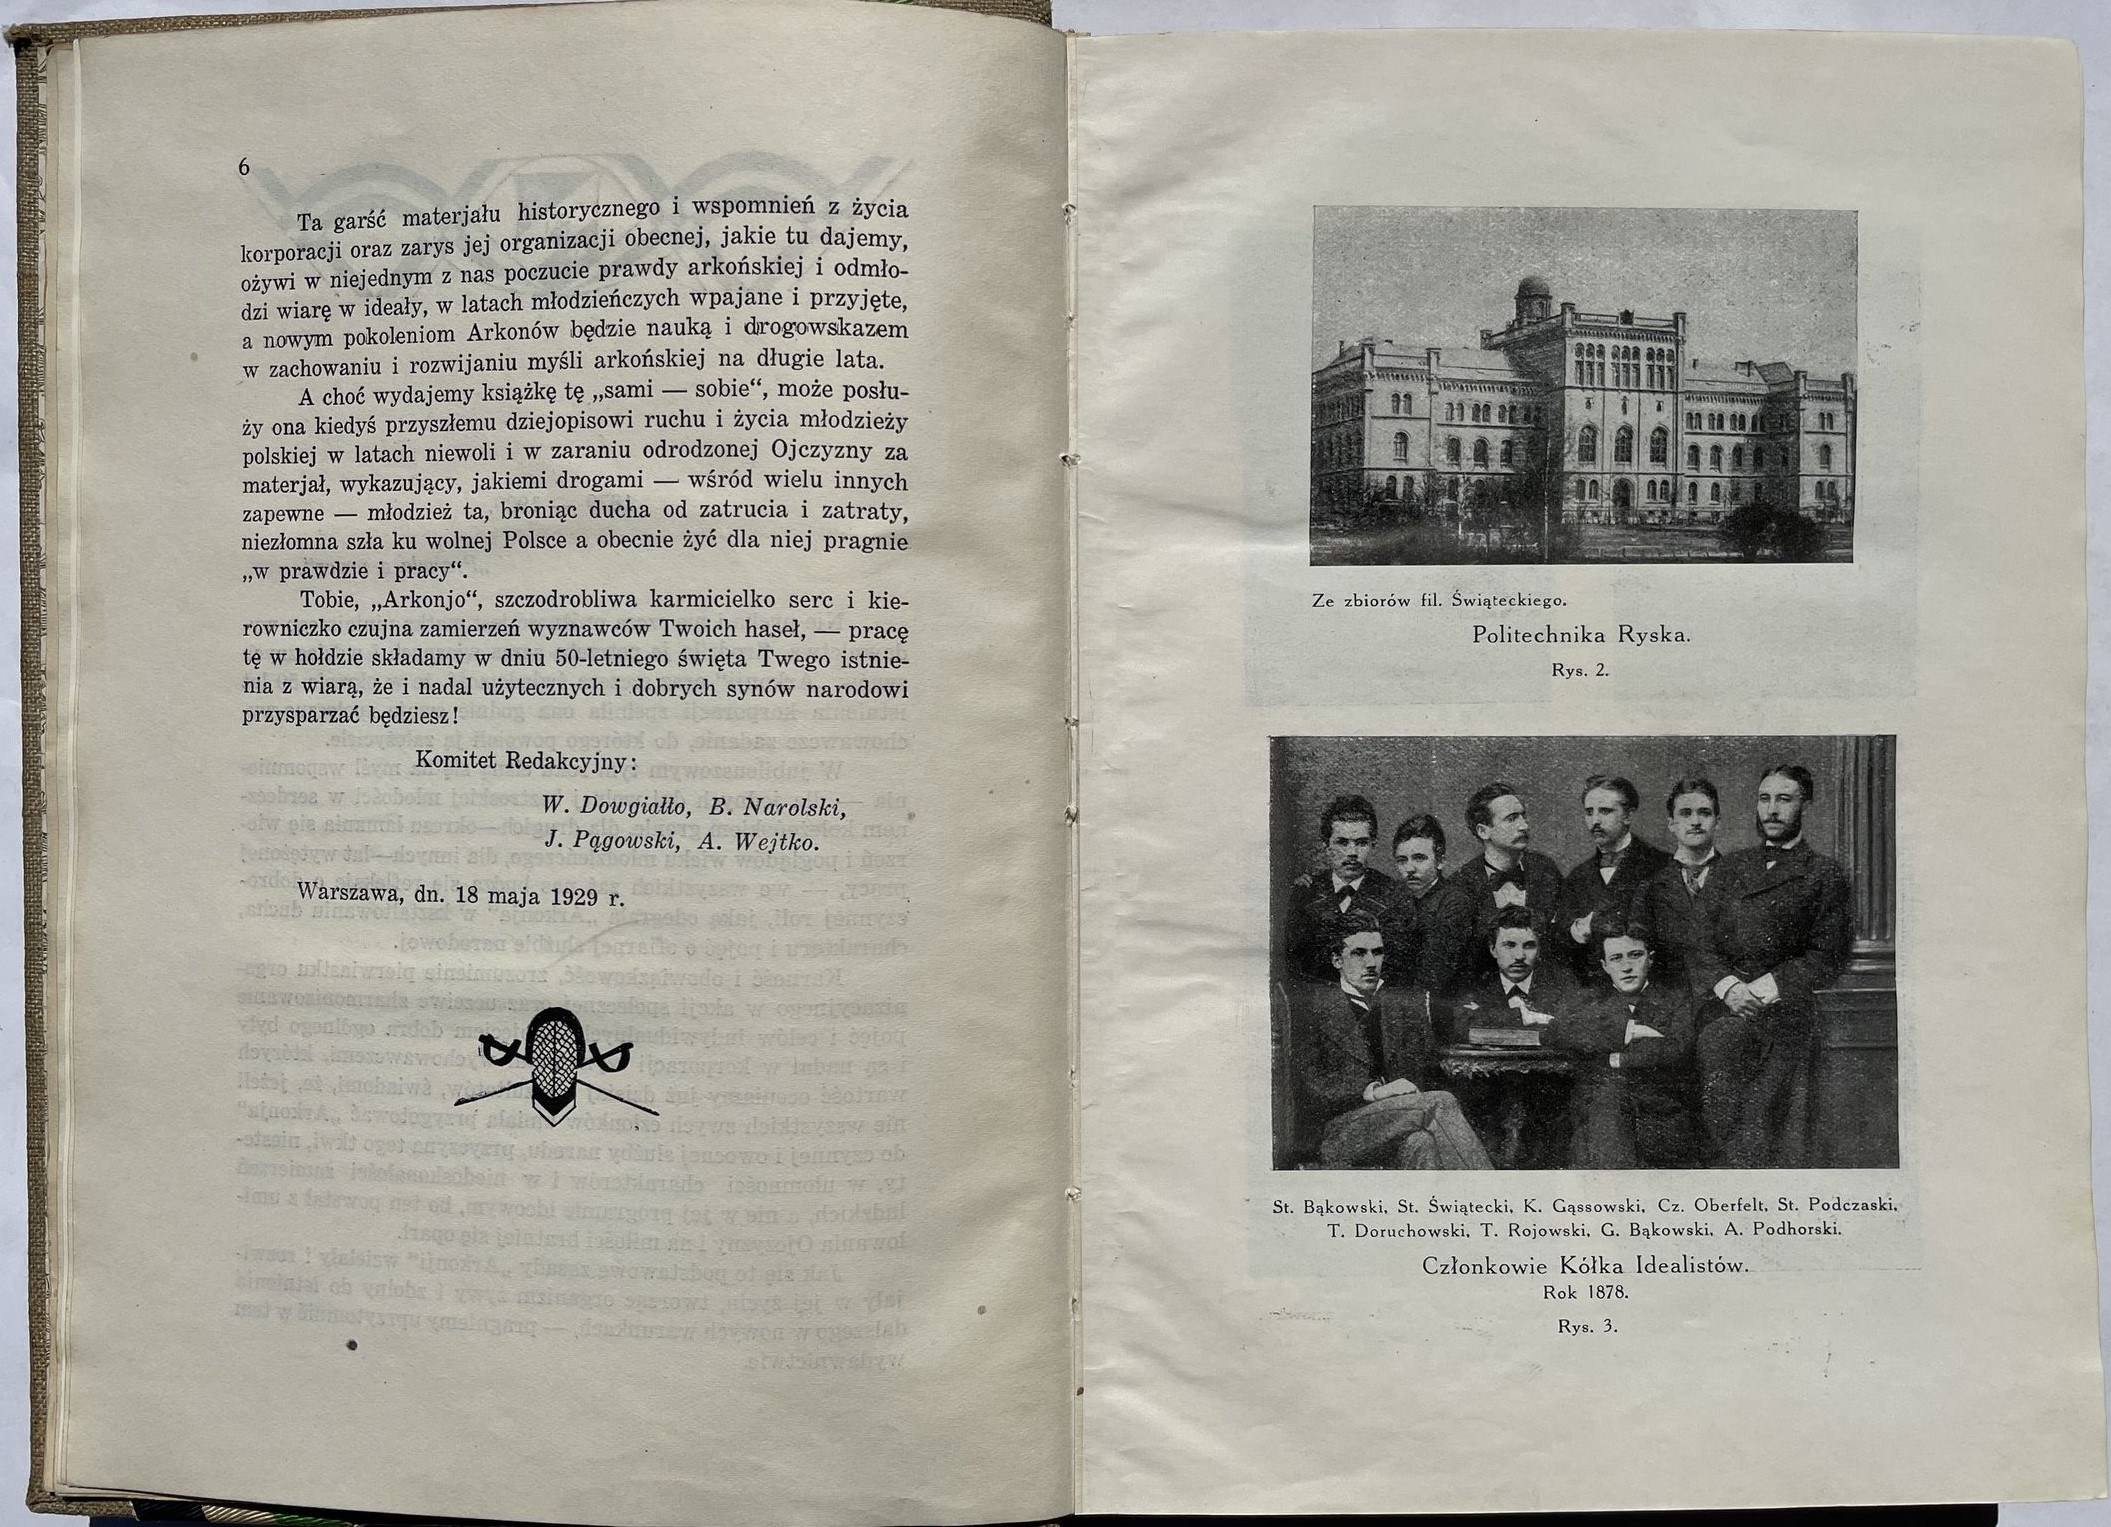 6
Ta garść materjału historycznego i wspomnień z życia
korporacji oraz zarys jej organizacji obecnej, jakie tu dajemy,
ożywi w niejednym z nas poczucie prawdy arkońskiej i odmło-
dzi wiarę w ideały, w latach młodzieńczych wpajane i przyjęte,
a nowym pokoleniom Arkonów będzie nauką i drogowskazem
w zachowaniu i rozwijaniu myśli arkońskiej na długie lata.
A choć wydajemy książkę tę „sami — sobie“, może posłu-
ży ona kiedyś przyszłemu dziejopisowi ruchu i życia młodzieży
polskiej w latach niewoli i w zaraniu odrodzonej Ojczyzny za
materjał, wykazujący, jakiemi drogami — wśród wielu innych
zapewne — młodzież ta, broniąc ducha od zatrucia i zatraty,
niezłomna szła ku wolnej Polsce a obecnie żyć dla niej pragnie
„w prawdzie i pracy“.
Tobie, „Arkonjo“, szczodrobliwa karmicielko serc i kie-
rowniczko czujna zamierzeń wyznawców Twoich haseł, — pracę
tę w hołdzie składamy w dniu 50-letniego święta Twego istnie-
nia z wiarą, że i nadal użytecznych i dobrych synów narodowi
przysparzać będziesz!
Komitet Redakcyjny:
W. Dowgiałło, B. Narolski,
J. Pągowski, A. Wejtko.
Warszawa, dn. 18 maja 1929 r.
Ze zbiorów fil. Świąteckiego.
Politechnika Ryska.
Rys. 2.
St. Bąkowski, St. Świątecki, K. Gąssowski, Cz. Oberfelt, St. Podczaski,
T. Doruchowski, T. Rojowski, G. Bąkowski, A. Podhorski.
Członkowie Kółka Idealistów.
Rok 1878.
Rys. 3.